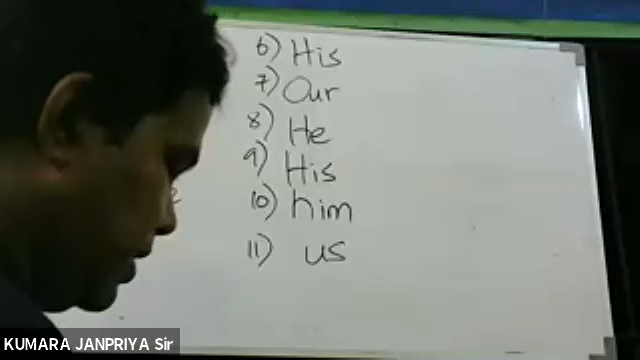 6) His
7) Our
8) He
9) His
10) him
11) us
KUMARA JANPRIYA Sir